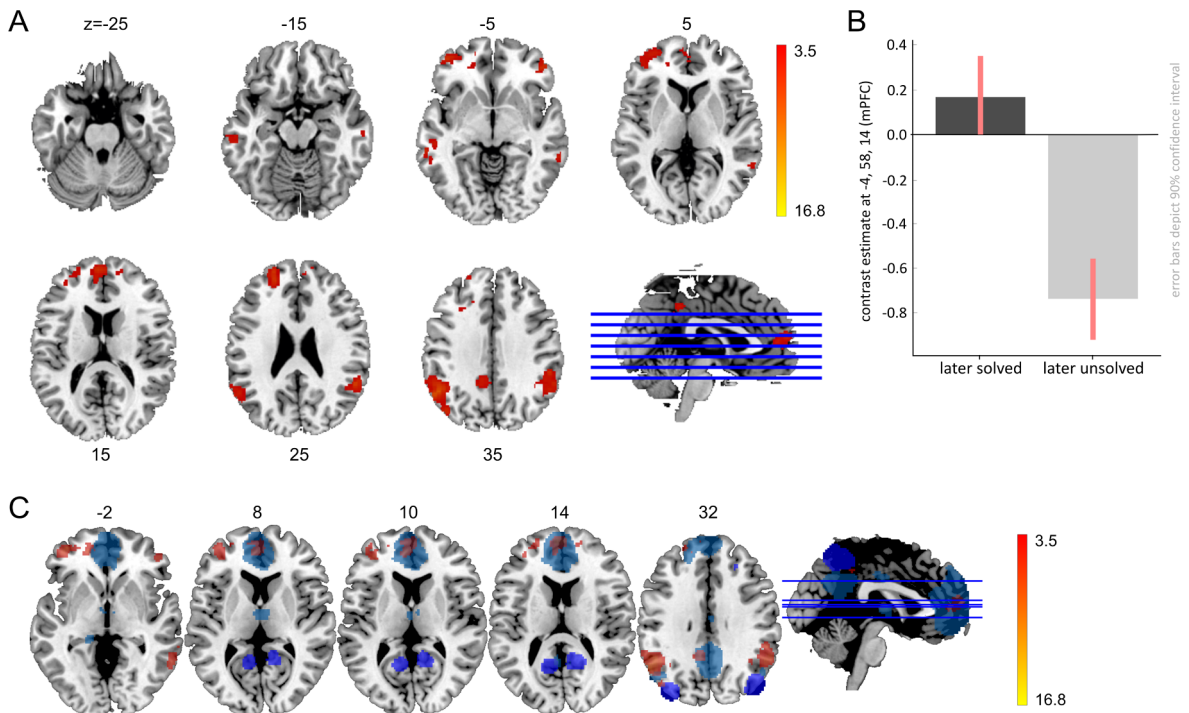 A
z=-25
-15
-5
5
3.5
16.8
15
25
35
B
contrast estimate at -4, 58, 14 (mPFC)
0.4
0.2
0.0
-0.2
-0.4
-0.6
-0.8
later solved
later unsolved
error bars depict 90% confidence interval
C
-2
8
10
14
32
3.5
16.8